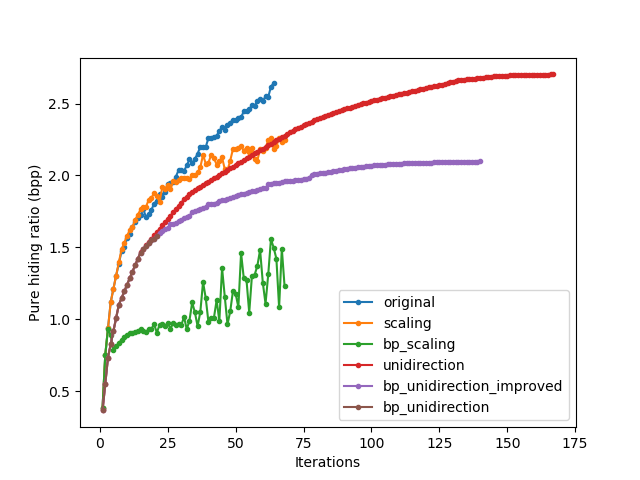 Pure hiding ratio (bpp)
2.5
2.0
1.5
1.0
0.5
0 25 50 75 100 125 150 175
Iterations
original
scaling
bp_scaling
unidirection
bp_unidirection_improved
bp_unidirection